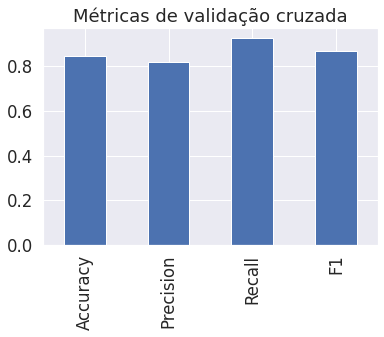 Métricas de validação cruzada
0.8
0.6
0.4
0.2
0.0
Accuracy
Precision
Recall
F1